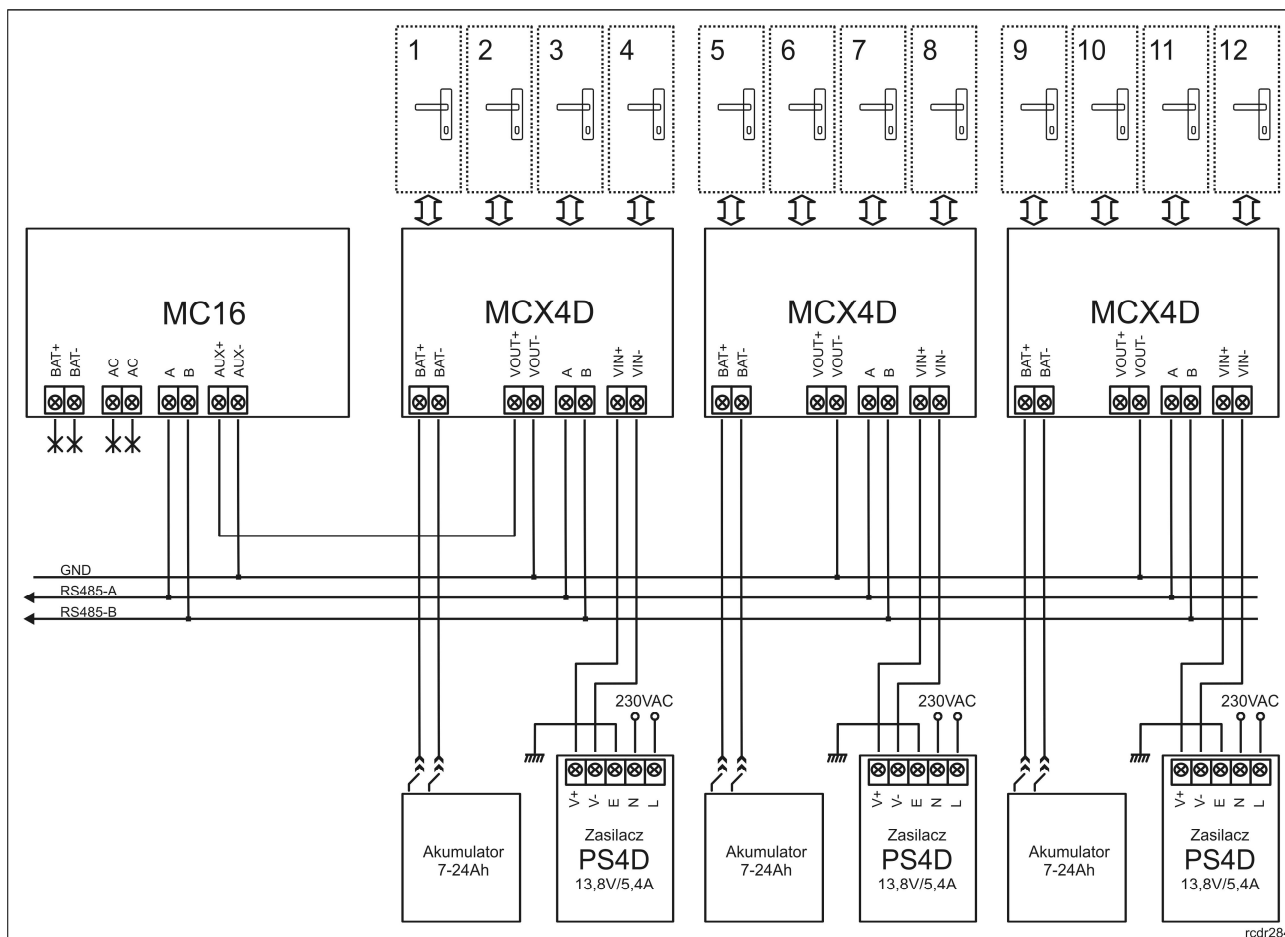 1 2 3 4 5 6 7 8 9 10 11 12
MC16
BAT+ BAT- AC AC A B AUX+ AUX-
MCX4D
BAT+ BAT- VOUT+ VOUT- A B VIN+ VIN-
MCX4D
BAT+ BAT- VOUT+ VOUT- A B VIN+ VIN-
MCX4D
BAT+ BAT- VOUT+ VOUT- A B VIN+ VIN-
GND
RS485-A
RS485-B
230VAC
230VAC
230VAC
Akumulator
7-24Ah
V+ V- E N L
Zasilacz
PS4D
13,8V/5,4A
Akumulator
7-24Ah
V+ V- E N L
Zasilacz
PS4D
13,8V/5,4A
Akumulator
7-24Ah
V+ V- E N L
Zasilacz
PS4D
13,8V/5,4A